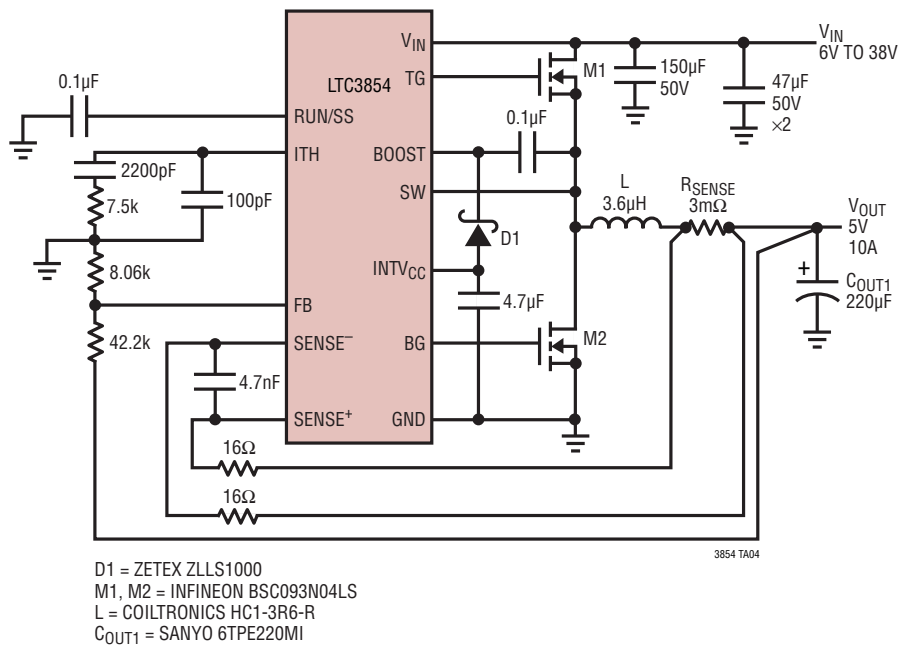 LTC3854
V_IN
TG
RUN/SS
ITH
BOOST
SW
INTV_CC
FB
SENSE⁻
BG
SENSE⁺
GND
0.1µF
2200pF
7.5k
100pF
8.06k
42.2k
4.7nF
16Ω
16Ω
M1
150µF
50V
47µF
50V
×2
V_IN
6V TO 38V
0.1µF
D1
4.7µF
M2
L
3.6µH
R_SENSE
3mΩ
V_OUT
5V
10A
+
C_OUT1
220µF
3854 TA04
D1 = ZETEX ZLLS1000
M1, M2 = INFINEON BSC093N04LS
L = COILTRONICS HC1-3R6-R
C_OUT1 = SANYO 6TPE220MI